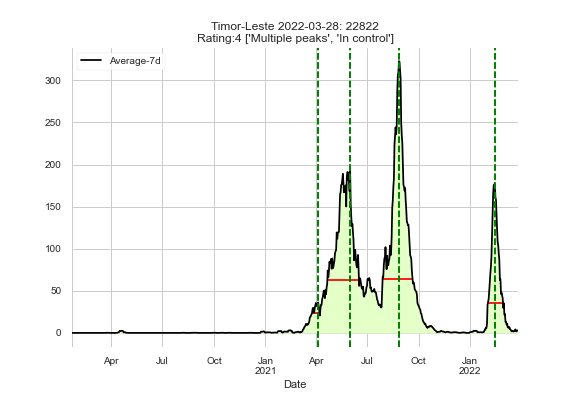 Timor-Leste 2022-03-28: 22822
Rating:4 ['Multiple peaks', 'In control']
Average-7d
300
250
200
150
100
50
0
Apr Jul Oct Jan Apr Jul Oct Jan
2021 2022
Date